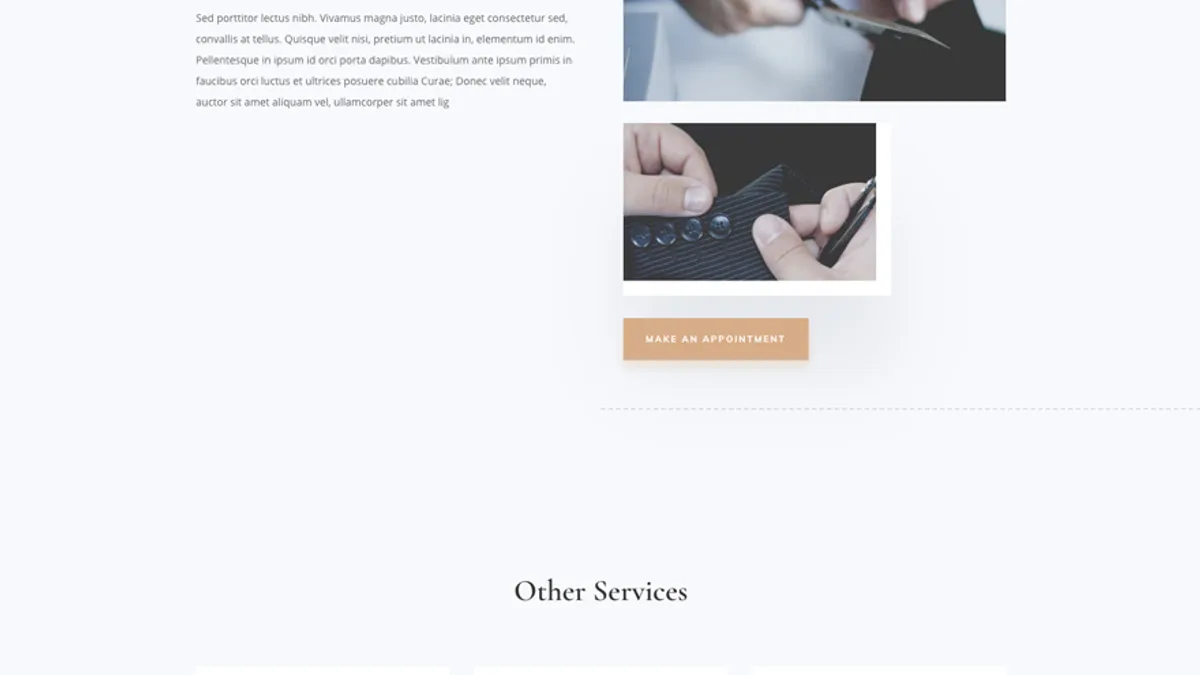 Sed porttitor lectus nibh. Vivamus magna justo, lacinia eget consectetur sed,
convallis at tellus. Quisque velit nisi, pretium ut lacinia in, elementum id enim.
Pellentesque in ipsum id orci porta dapibus. Vestibulum ante ipsum primis in
faucibus orci luctus et ultrices posuere cubilia Curae; Donec velit neque,
auctor sit amet aliquam vel, ullamcorper sit amet lig
MAKE AN APPOINTMENT
Other Services